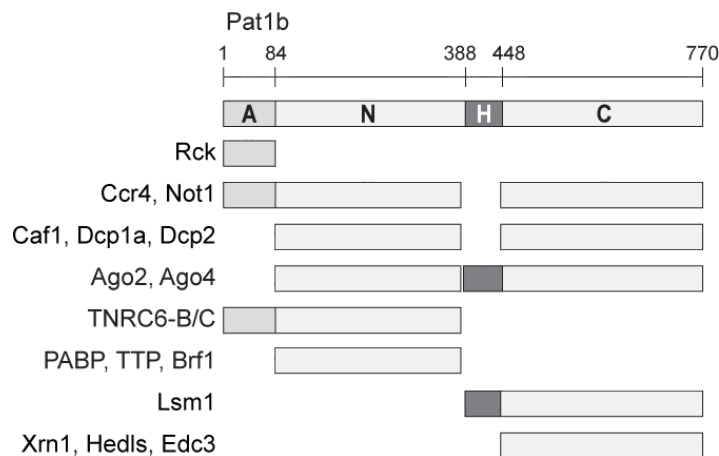 Pat1b
1 84 388 448 770
A N H C
Rck
Ccr4, Not1
Caf1, Dcp1a, Dcp2
Ago2, Ago4
TNRC6-B/C
PABP, TTP, Brf1
Lsm1
Xrn1, Hedls, Edc3